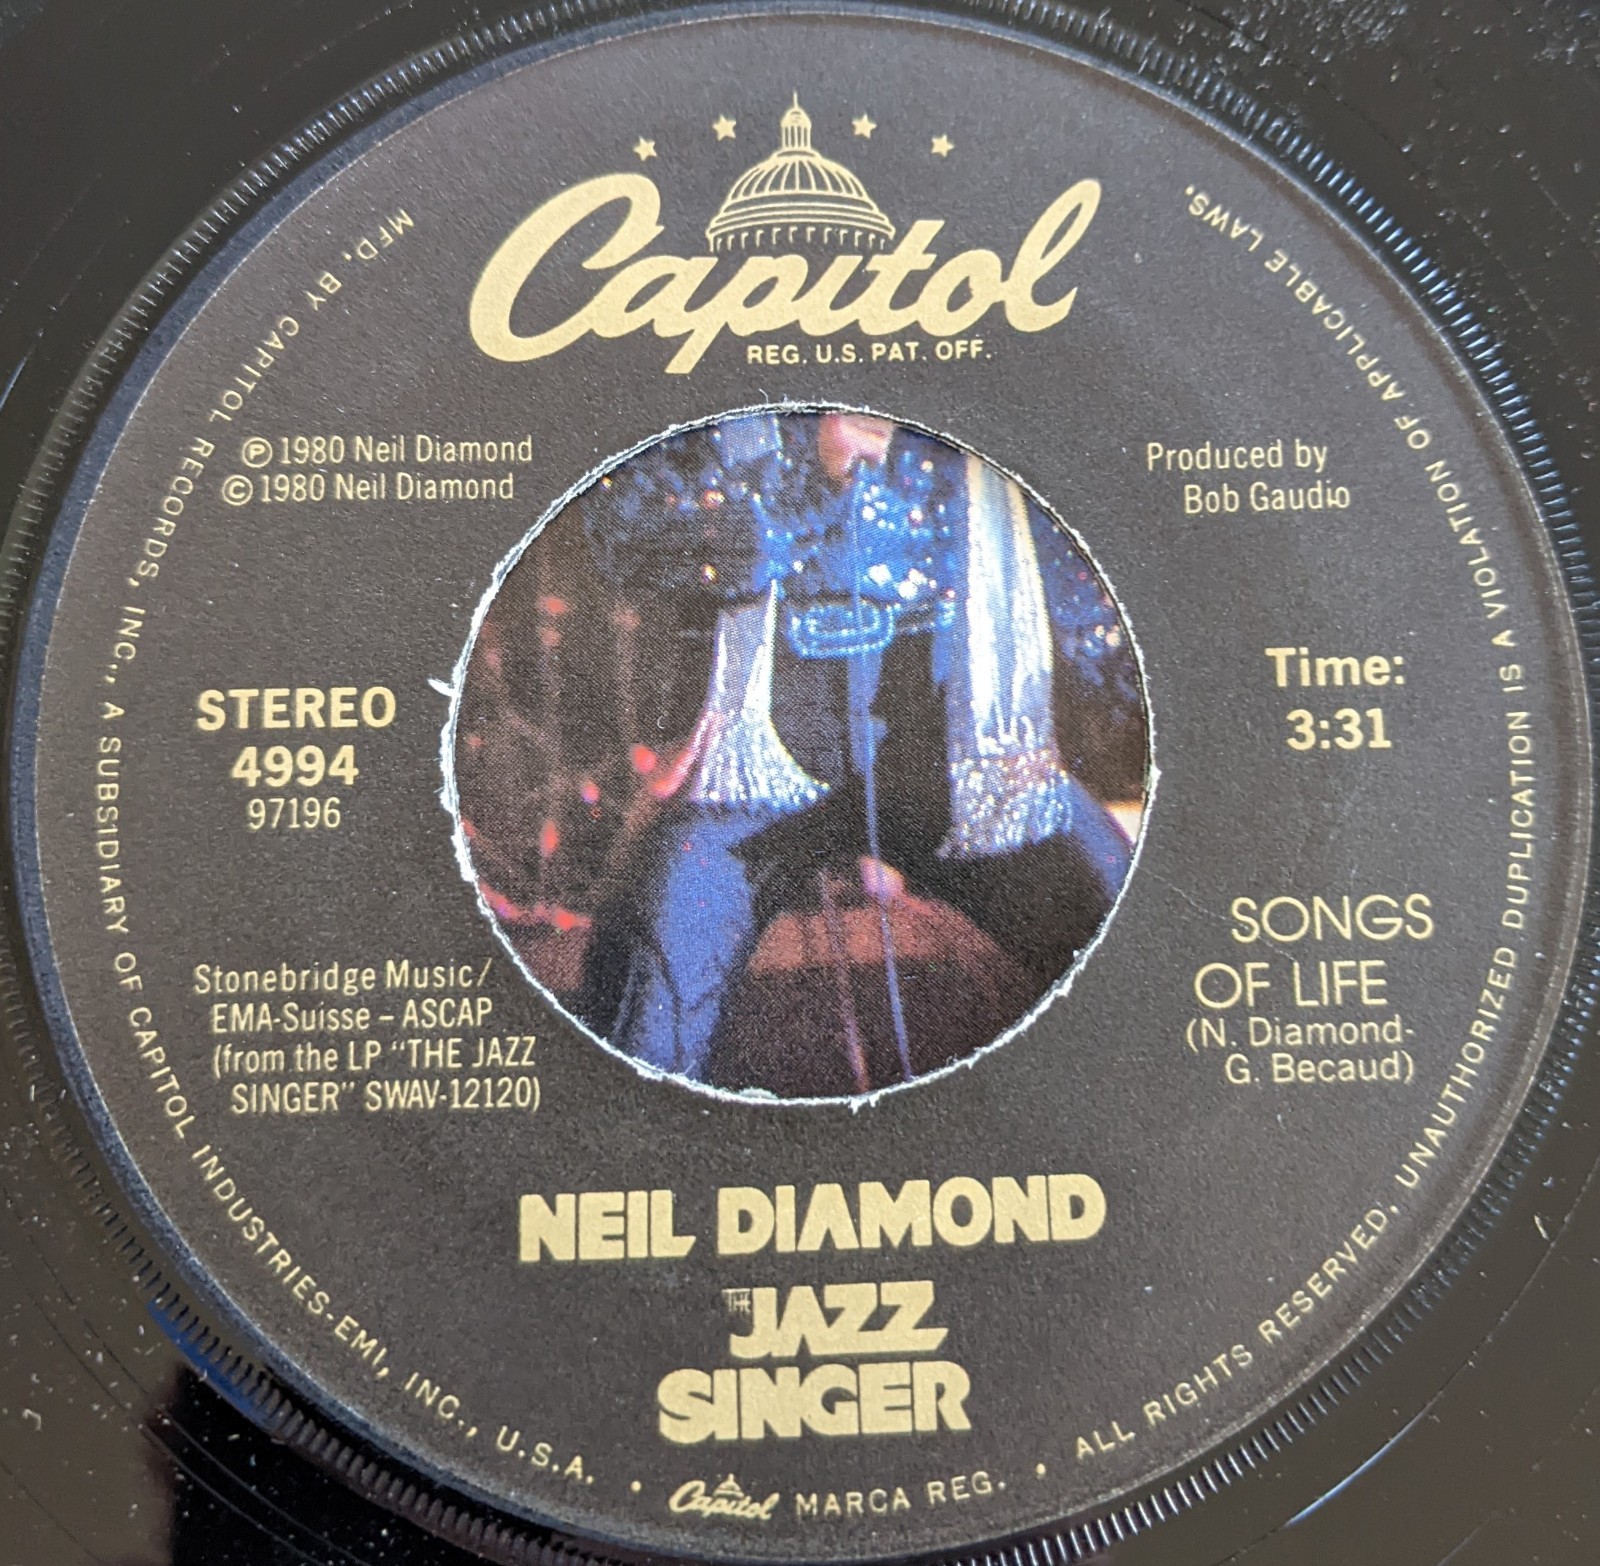 Capitol
REG. U.S. PAT. OFF.
℗ 1980 Neil Diamond
© 1980 Neil Diamond
Produced by
Bob Gaudio
STEREO
4994
97196
Time:
3:31
SONGS
OF LIFE
(N. Diamond-
G. Becaud)
Stonebridge Music/
EMA-Suisse – ASCAP
(from the LP "THE JAZZ
SINGER" SWAV-12120)
NEIL DIAMOND
THE JAZZ
SINGER
MFD. BY CAPITOL RECORDS, INC., A SUBSIDIARY OF CAPITOL INDUSTRIES-EMI, INC., U.S.A. • Capitol MARCA REG. • ALL RIGHTS RESERVED. UNAUTHORIZED DUPLICATION IS A VIOLATION OF APPLICABLE LAWS.